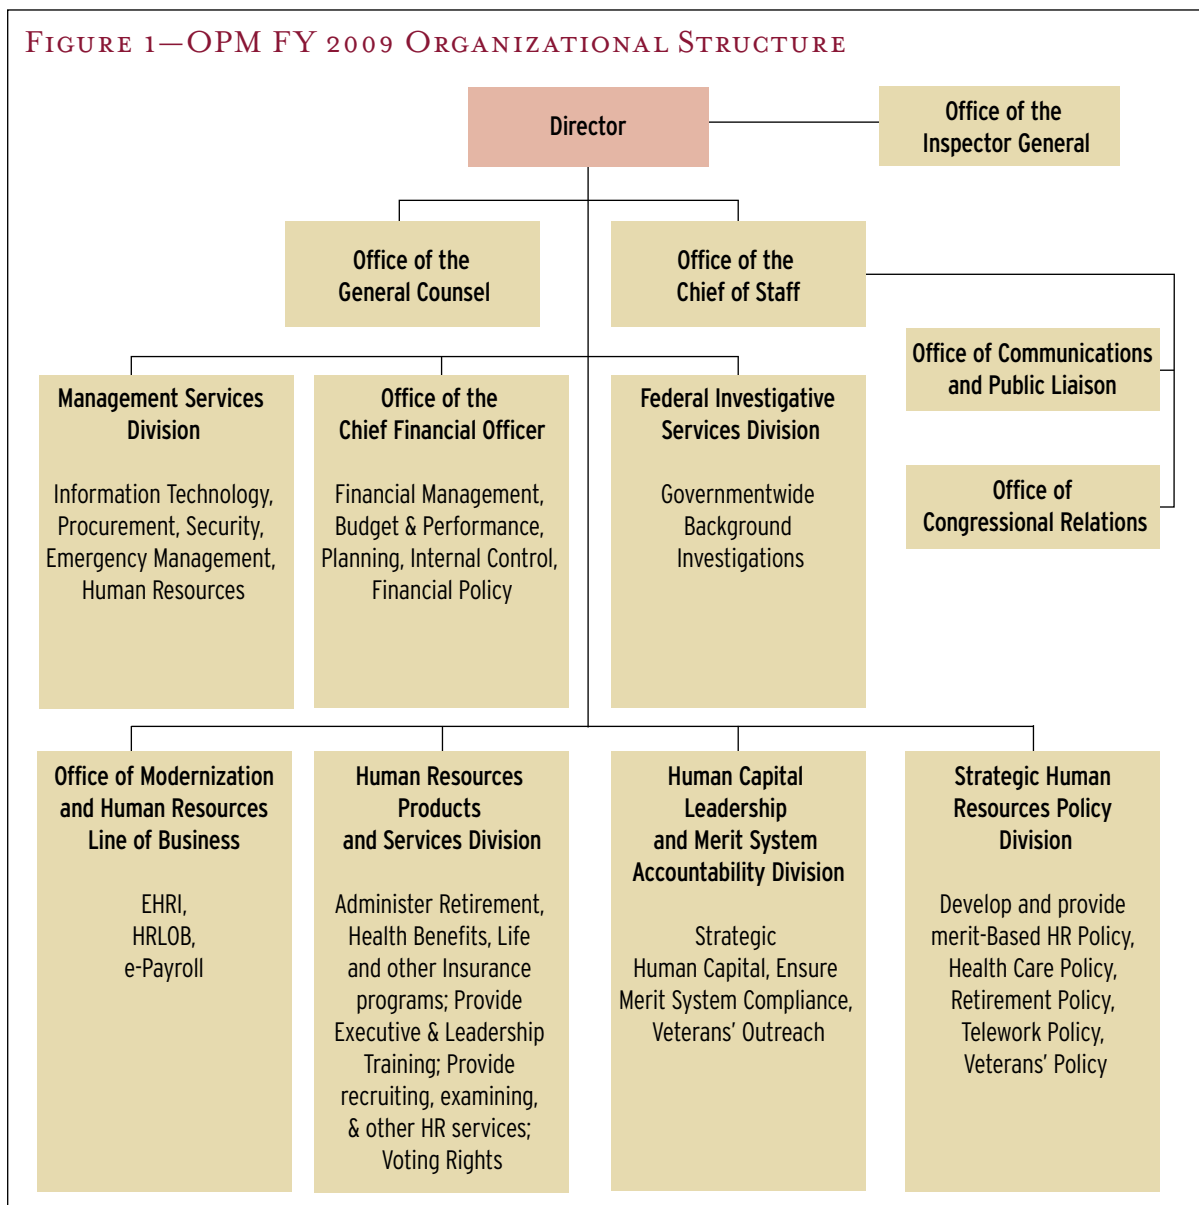 FIGURE 1—OPM FY 2009 ORGANIZATIONAL STRUCTURE
Director
Office of the
Inspector General
Office of the
General Counsel
Office of the
Chief of Staff
Office of Communications
and Public Liaison
Office of
Congressional Relations
Management Services
Division
Information Technology,
Procurement, Security,
Emergency Management,
Human Resources
Office of the
Chief Financial Officer
Financial Management,
Budget & Performance,
Planning, Internal Control,
Financial Policy
Federal Investigative
Services Division
Governmentwide
Background
Investigations
Office of Modernization
and Human Resources
Line of Business
EHRI,
HRLOB,
e-Payroll
Human Resources
Products
and Services Division
Administer Retirement,
Health Benefits, Life
and other Insurance
programs; Provide
Executive & Leadership
Training; Provide
recruiting, examining,
& other HR services;
Voting Rights
Human Capital
Leadership
and Merit System
Accountability Division
Strategic
Human Capital, Ensure
Merit System Compliance,
Veterans’ Outreach
Strategic Human
Resources Policy
Division
Develop and provide
merit-Based HR Policy,
Health Care Policy,
Retirement Policy,
Telework Policy,
Veterans’ Policy